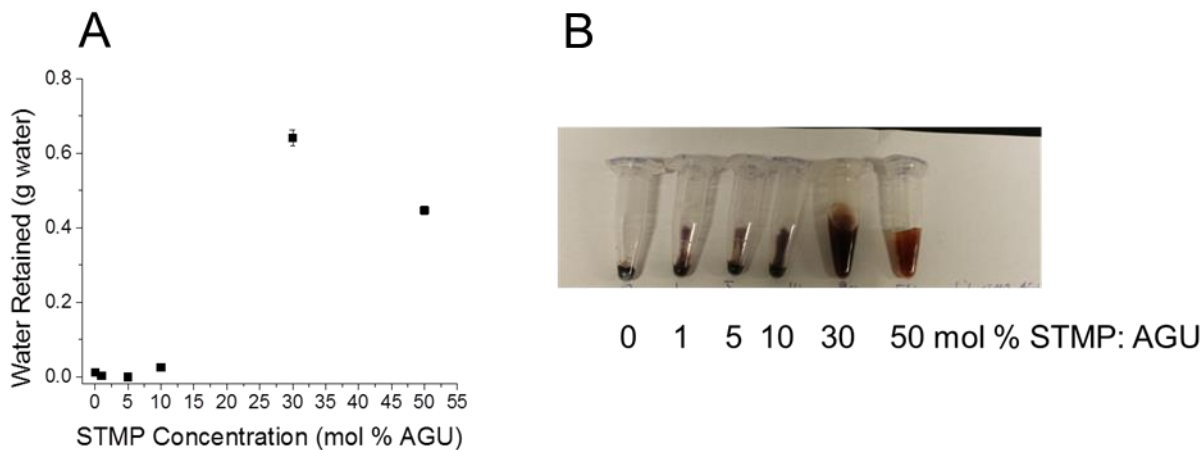 A
B
Water Retained (g water)
0.8
0.6
0.4
0.2
0.0
0 5 10 15 20 25 30 35 40 45 50 55
STMP Concentration (mol % AGU)
0 1 5 10 30 50 mol % STMP: AGU